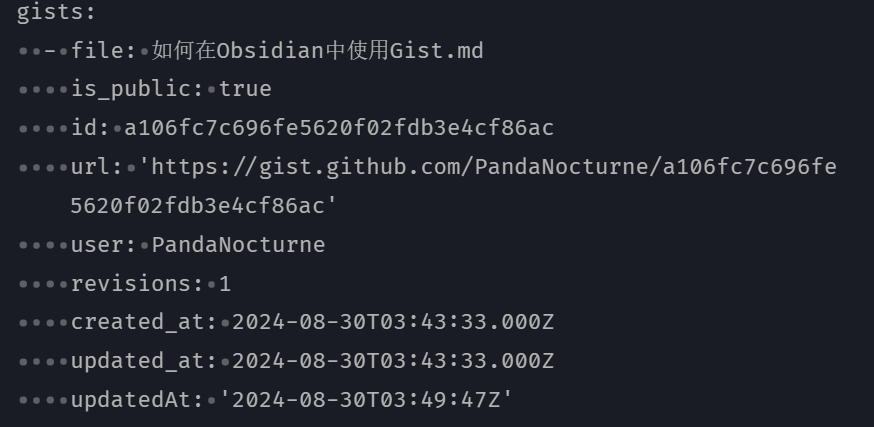 gists:
  - file: 如何在Obsidian中使用Gist.md
    is_public: true
    id: a106fc7c696fe5620f02fdb3e4cf86ac
    url: 'https://gist.github.com/PandaNocturne/a106fc7c696fe
    5620f02fdb3e4cf86ac'
    user: PandaNocturne
    revisions: 1
    created_at: 2024-08-30T03:43:33.000Z
    updated_at: 2024-08-30T03:43:33.000Z
    updatedAt: '2024-08-30T03:49:47Z'